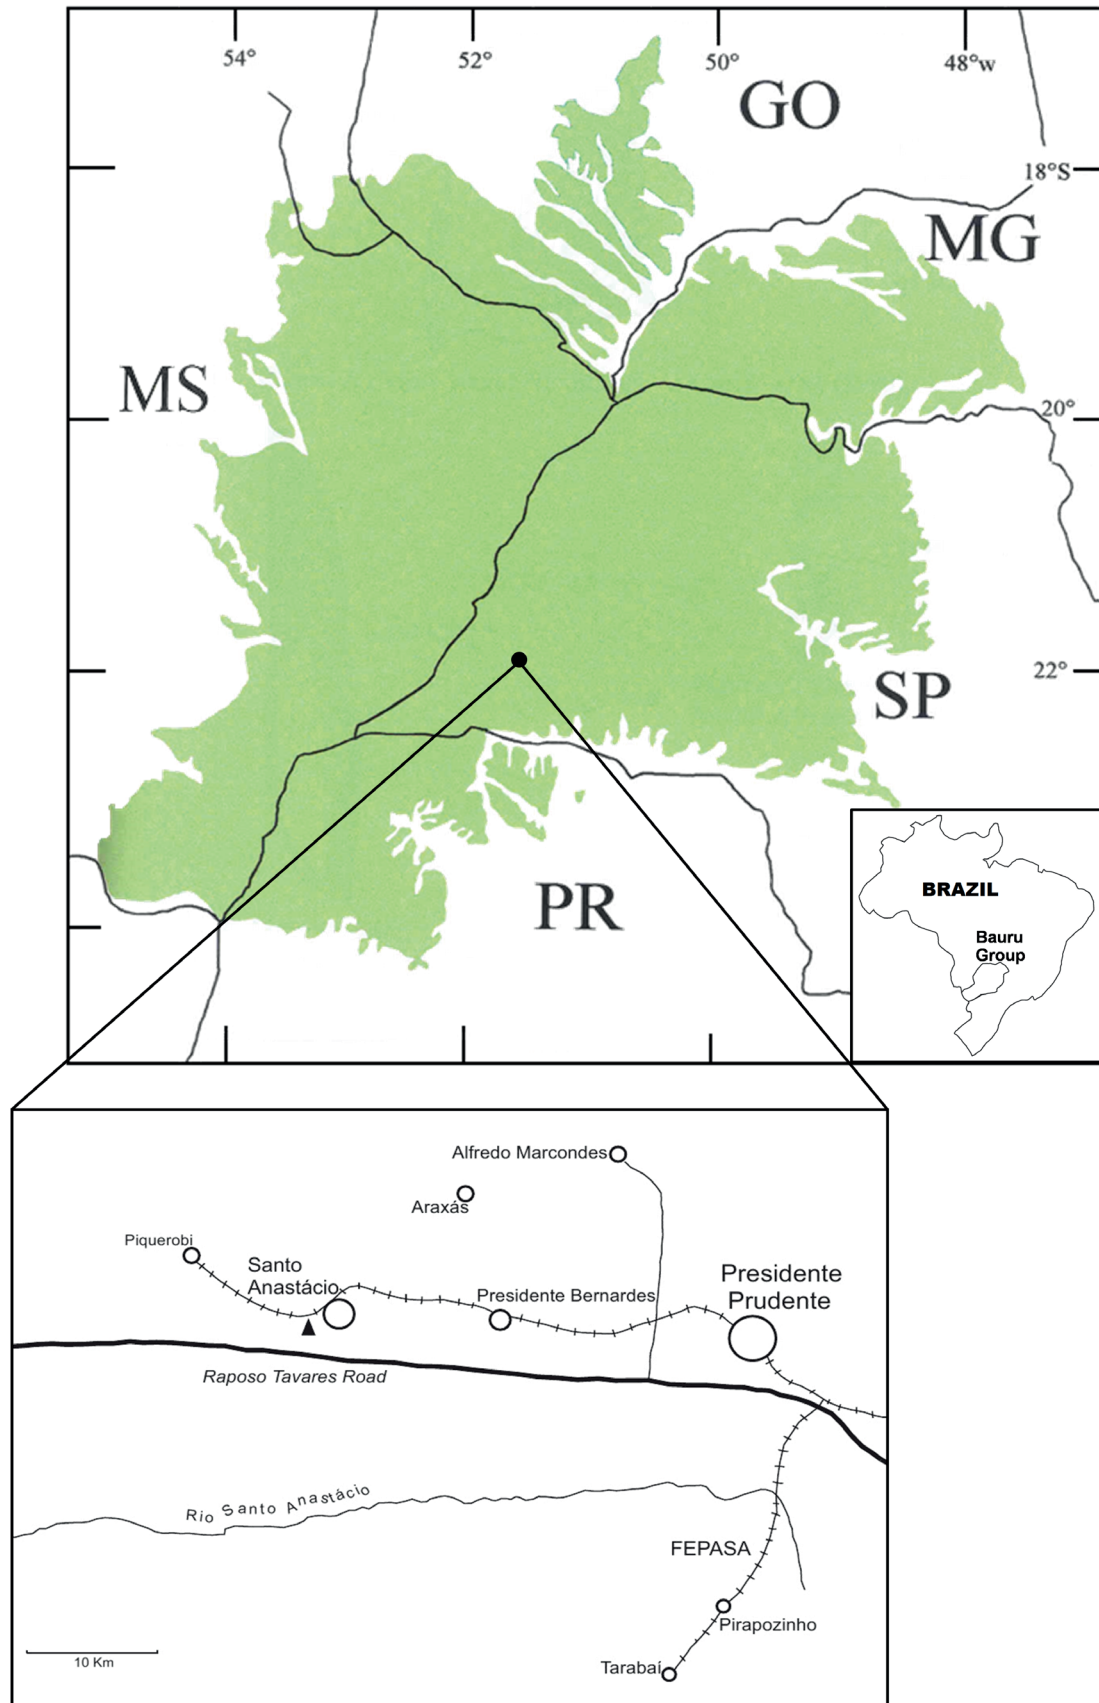 54°
52°
50°
48°w
GO
18°S
MG
MS
20°
22°
SP
PR
BRAZIL
Bauru
Group
Alfredo Marcondes
Araxás
Piquerobi
Santo
Anastácio
Presidente Bernardes
Presidente
Prudente
Raposo Tavares Road
Rio Santo Anastácio
FEPASA
Pirapozinho
Tarabaí
10 Km